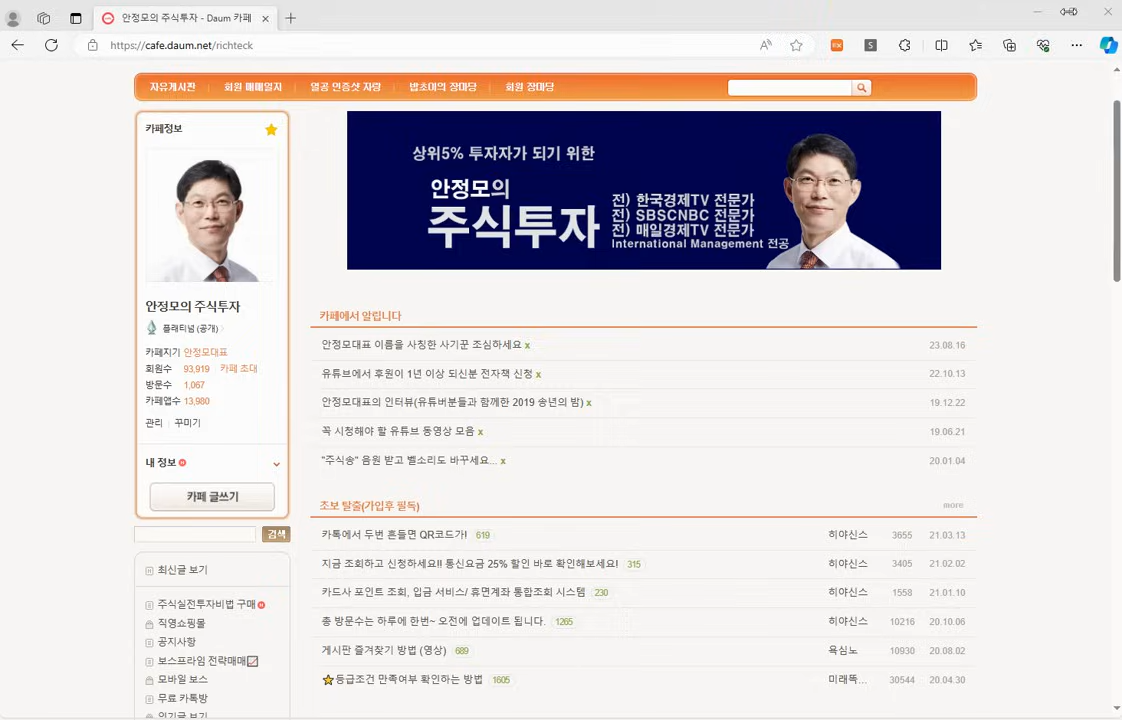 안정모의 주식투자 - Daum 카페
https://cafe.daum.net/richteck
자유게시판 회원 매매일지 열공 인증샷 자랑 밥초이의 장마당 회원 장마당
카페정보
상위5% 투자자가 되기 위한
안정모의
주식투자
전) 한국경제TV 전문가
전) SBSCNBC 전문가
전) 매일경제TV 전문가
International Management 전공
안정모의 주식투자
플래티넘 (공개)
카페지기 안정모대표
회원수 93,919 카페 초대
방문수 1,067
카페앱수 13,980
관리 꾸미기
내 정보
카페 글쓰기
검색
최신글 보기
주식실전투자비법 구매
직영쇼핑몰
공지사항
보스프라임 전략매매
모바일 보스
무료 카톡방
인기글 보기
카페에서 알립니다
안정모대표 이름을 사칭한 사기꾼 조심하세요 x 23.08.16
유튜브에서 후원이 1년 이상 되신분 전자책 신청 x 22.10.13
안정모대표의 인터뷰(유튜버분들과 함께한 2019 송년의 밤) x 19.12.22
꼭 시청해야 할 유튜브 동영상 모음 x 19.06.21
"주식송" 음원 받고 벨소리도 바꾸세요... x 20.01.04
초보 탈출(가입후 필독) more
카톡에서 두번 흔들면 QR코드가! 619 히야신스 3655 21.03.13
지금 조회하고 신청하세요!! 통신요금 25% 할인 바로 확인해보세요! 315 히야신스 3405 21.02.02
카드사 포인트 조회, 입금 서비스/ 휴면계좌 통합조회 시스템 230 히야신스 1558 21.01.10
총 방문수는 하루에 한번~ 오전에 업데이트 됩니다. 1265 히야신스 10216 20.10.06
게시판 즐겨찾기 방법 (영상) 689 욕심노 10930 20.08.02
등급조건 만족여부 확인하는 방법 1605 미래뚝... 30544 20.04.30